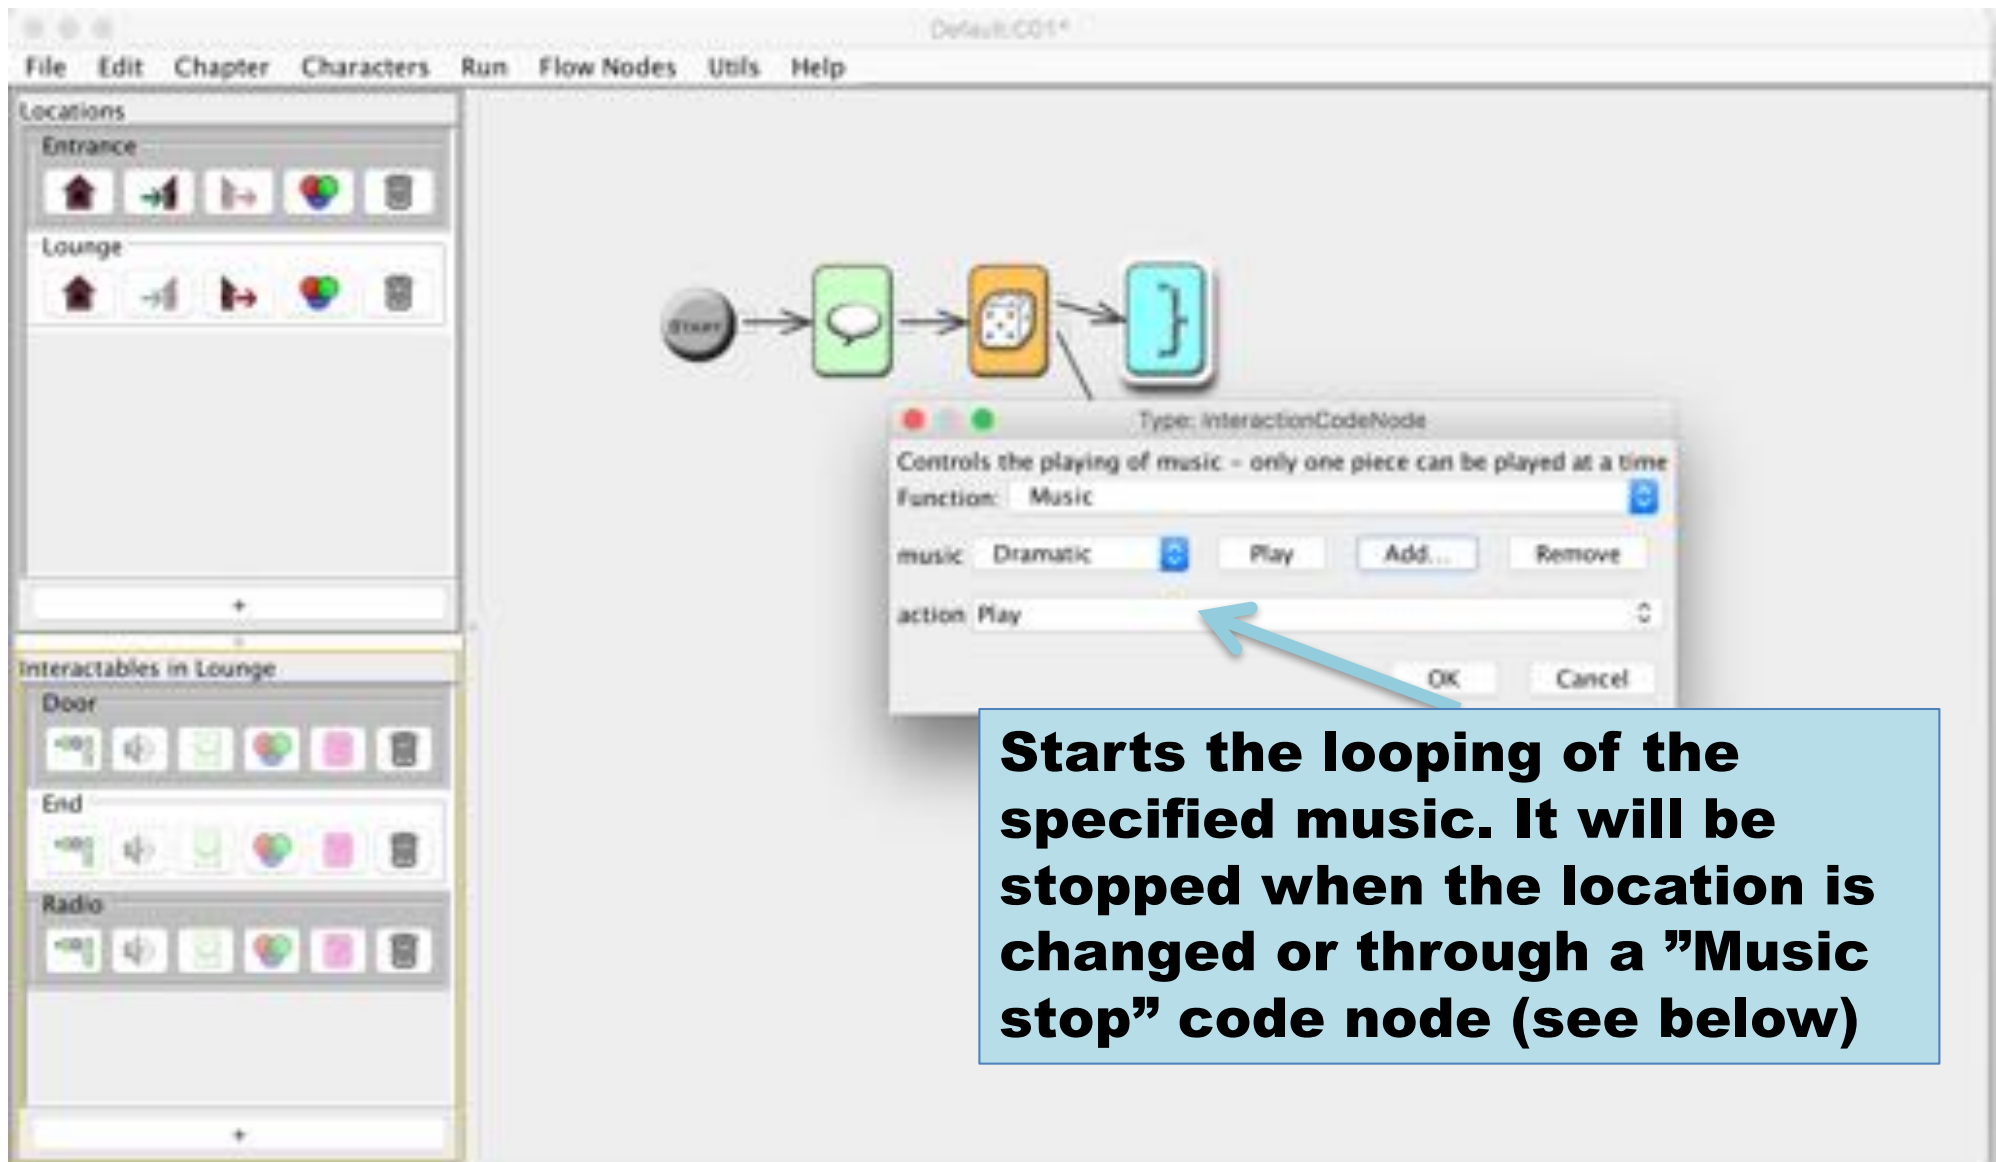 Default:C01*
File Edit Chapter Characters Run Flow Nodes Utils Help
Locations
Entrance
Lounge
+
Interactables in Lounge
Door
End
Radio
+
START
Type: InteractionCodeNode
Controls the playing of music – only one piece can be played at a time
Function: Music
music Dramatic Play Add... Remove
action Play
OK Cancel
Starts the looping of the
specified music. It will be
stopped when the location is
changed or through a ”Music
stop” code node (see below)